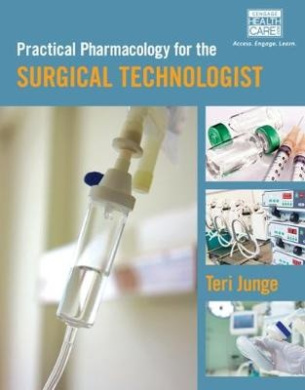 CENGAGE
HEALTH
CARE
Access. Engage. Learn.
Practical Pharmacology for the
SURGICAL TECHNOLOGIST
Teri Junge